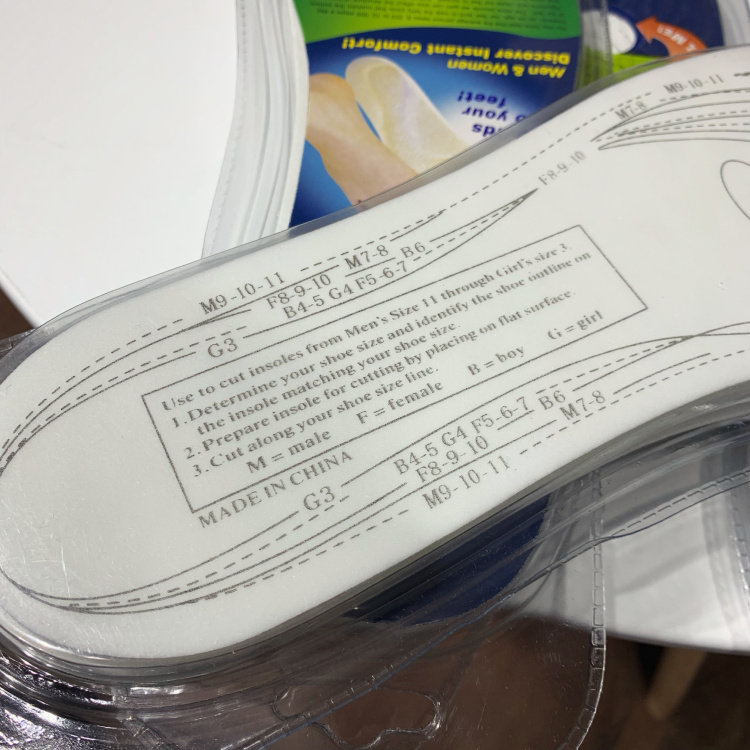 Discover Instant Comfort!
Men & Women
your
feet!
M7-8
M9-10-11
F8-9-10
M9-10-11
F8-9-10
M7-8
B4-5 G4 F5-6-7
B6
G3
Use to cut insoles from Men's Size 11 through Girl's size 3.
1. Determine your shoe size and identify the shoe outline on
the insole matching your shoe size.
2. Prepare insole for cutting by placing on flat surface
3. Cut along your shoe size line.
M = male F = female B = boy G = girl
MADE IN CHINA
G3
B4-5 G4 F5-6-7 B6
F8-9-10
M7-8
M9-10-11